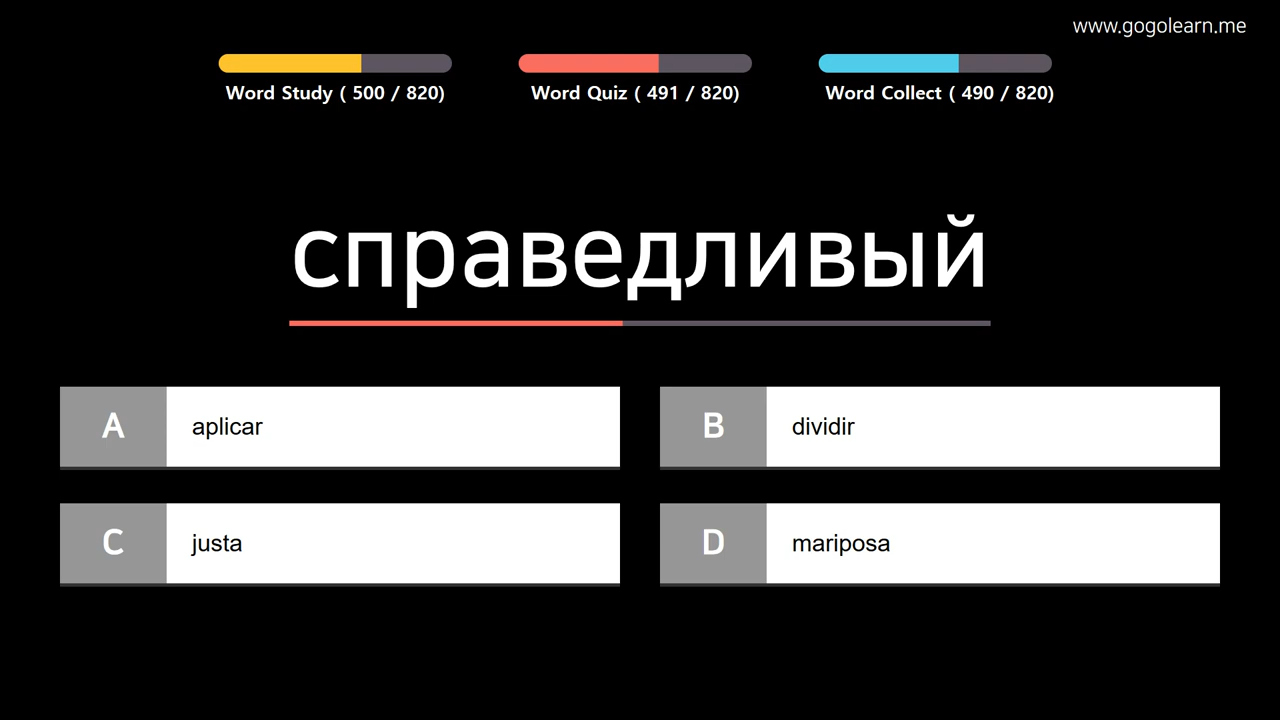 www.gogolearn.me
Word Study ( 500 / 820)
Word Quiz ( 491 / 820)
Word Collect ( 490 / 820)
справедливый
A aplicar
B dividir
C justa
D mariposa